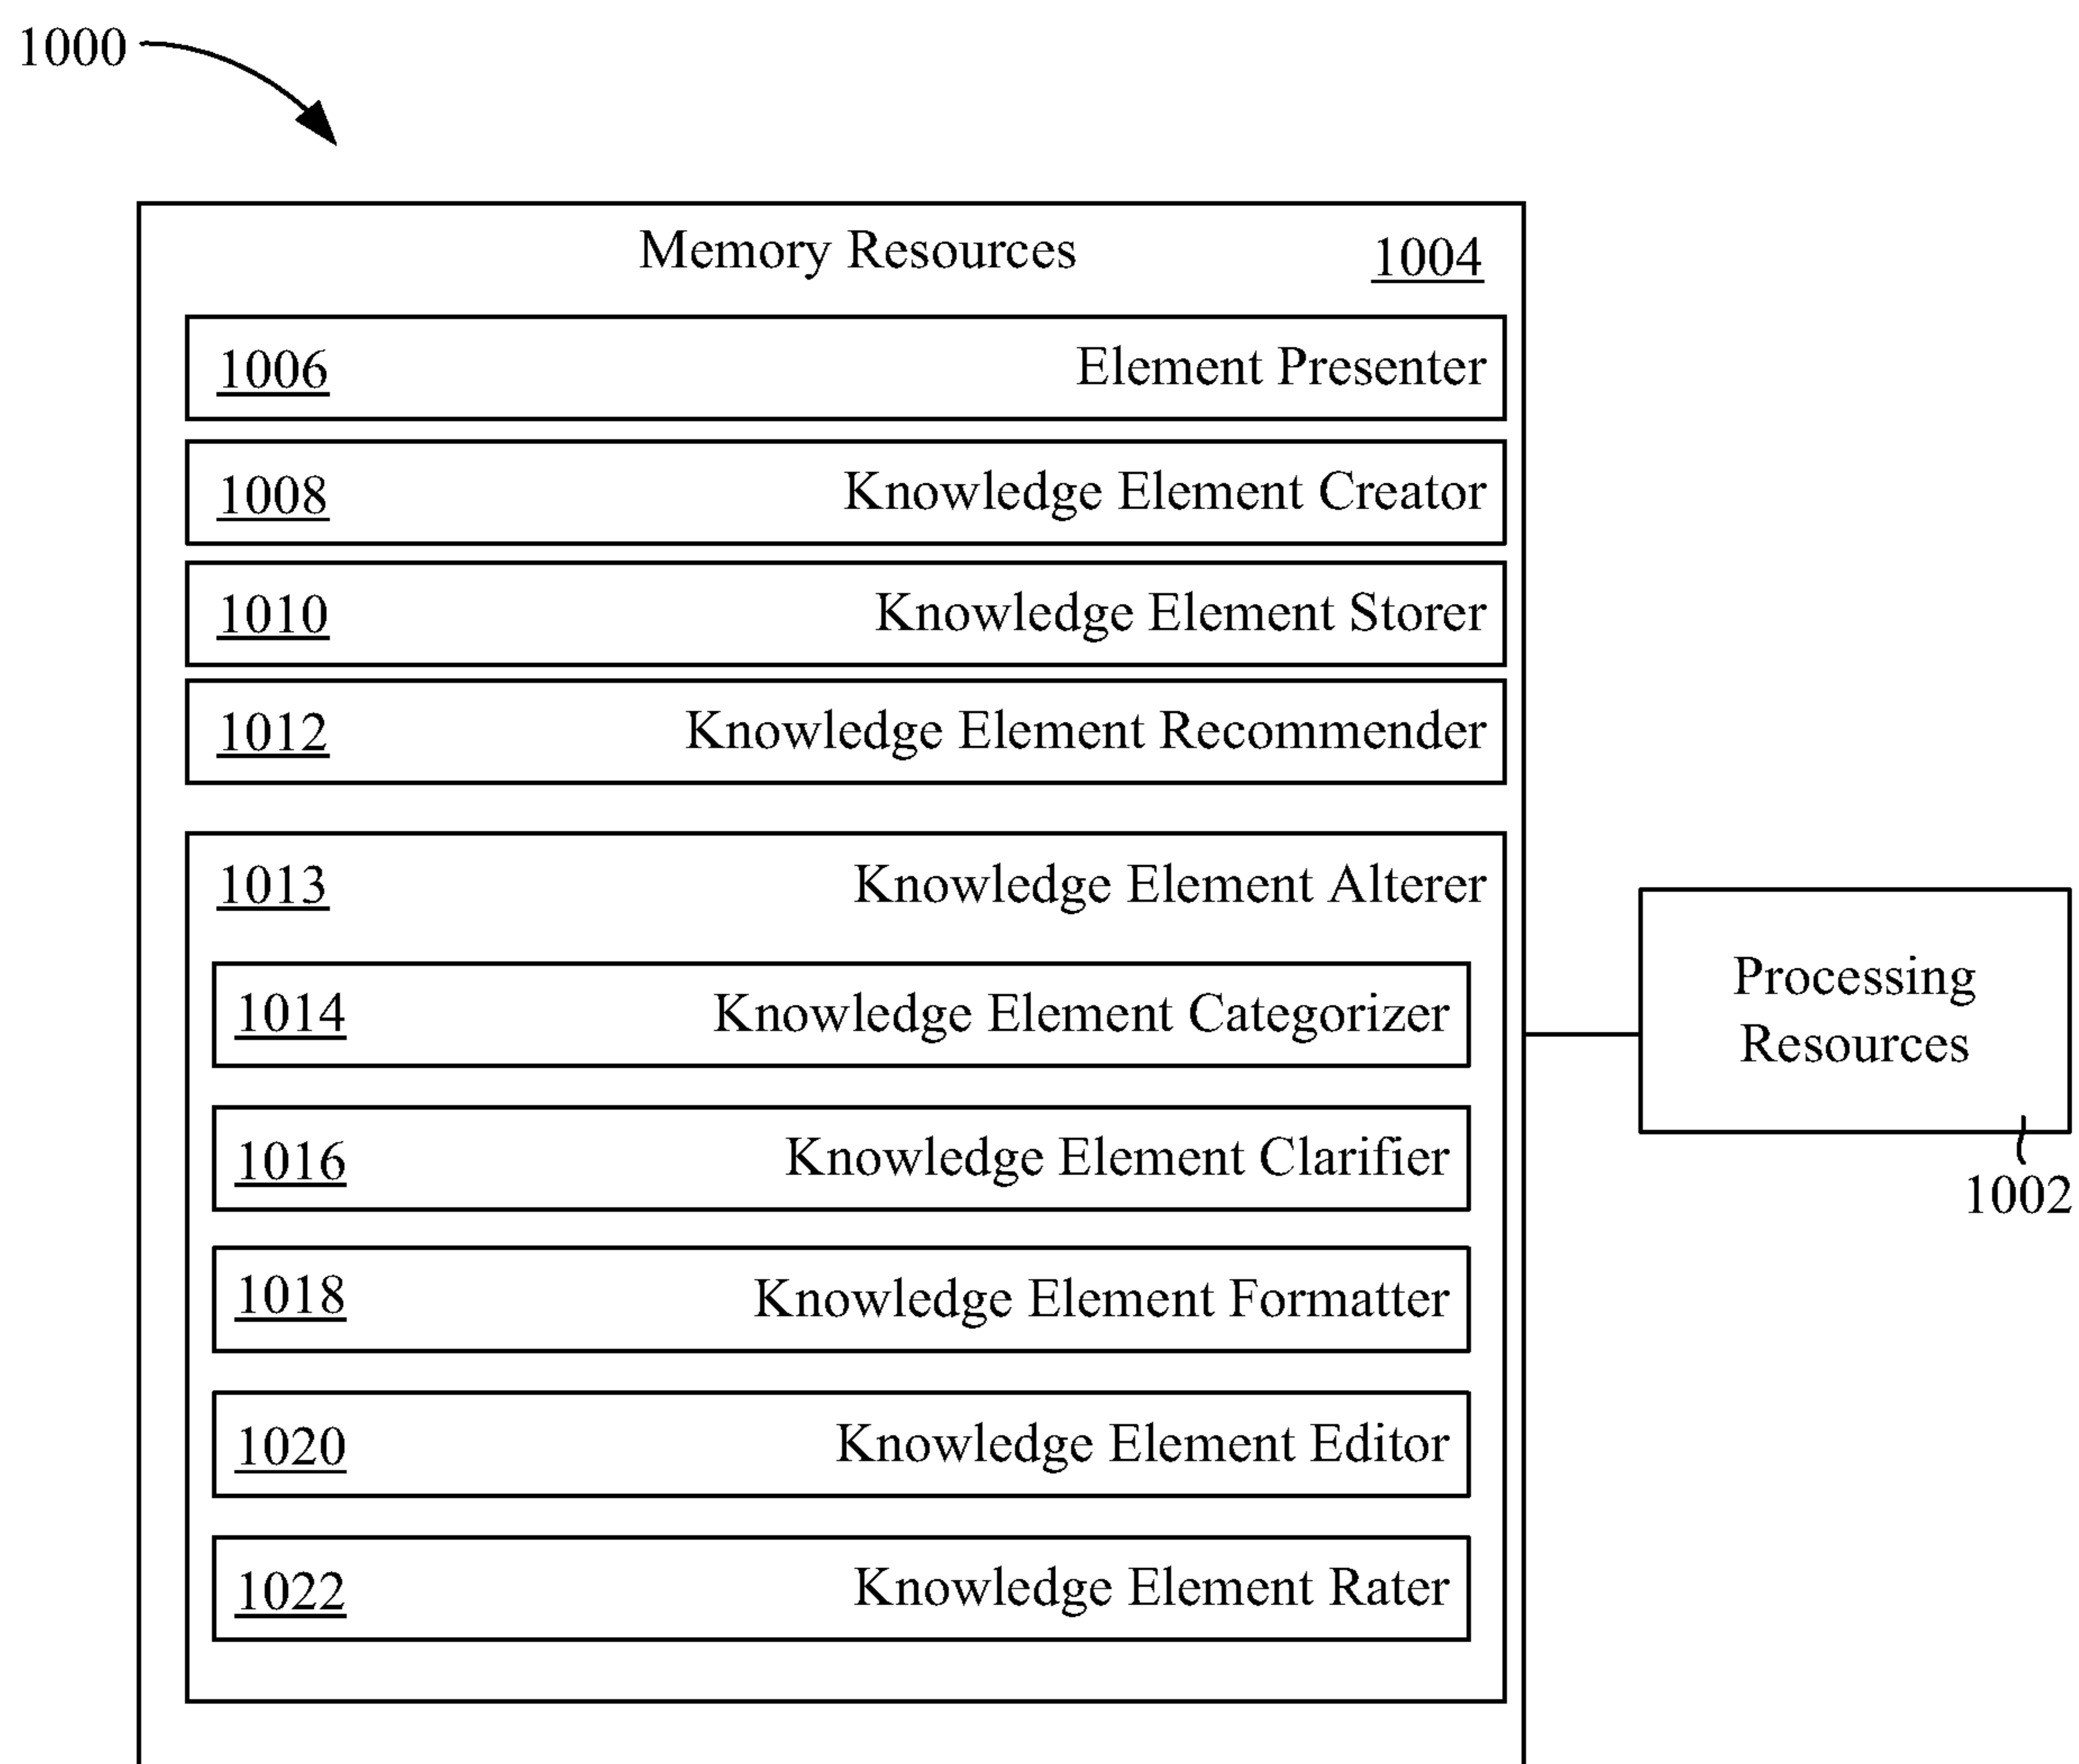 1000
Memory Resources 1004
1006 Element Presenter
1008 Knowledge Element Creator
1010 Knowledge Element Storer
1012 Knowledge Element Recommender
1013 Knowledge Element Alterer
1014 Knowledge Element Categorizer
1016 Knowledge Element Clarifier
1018 Knowledge Element Formatter
1020 Knowledge Element Editor
1022 Knowledge Element Rater
Processing
Resources
1002